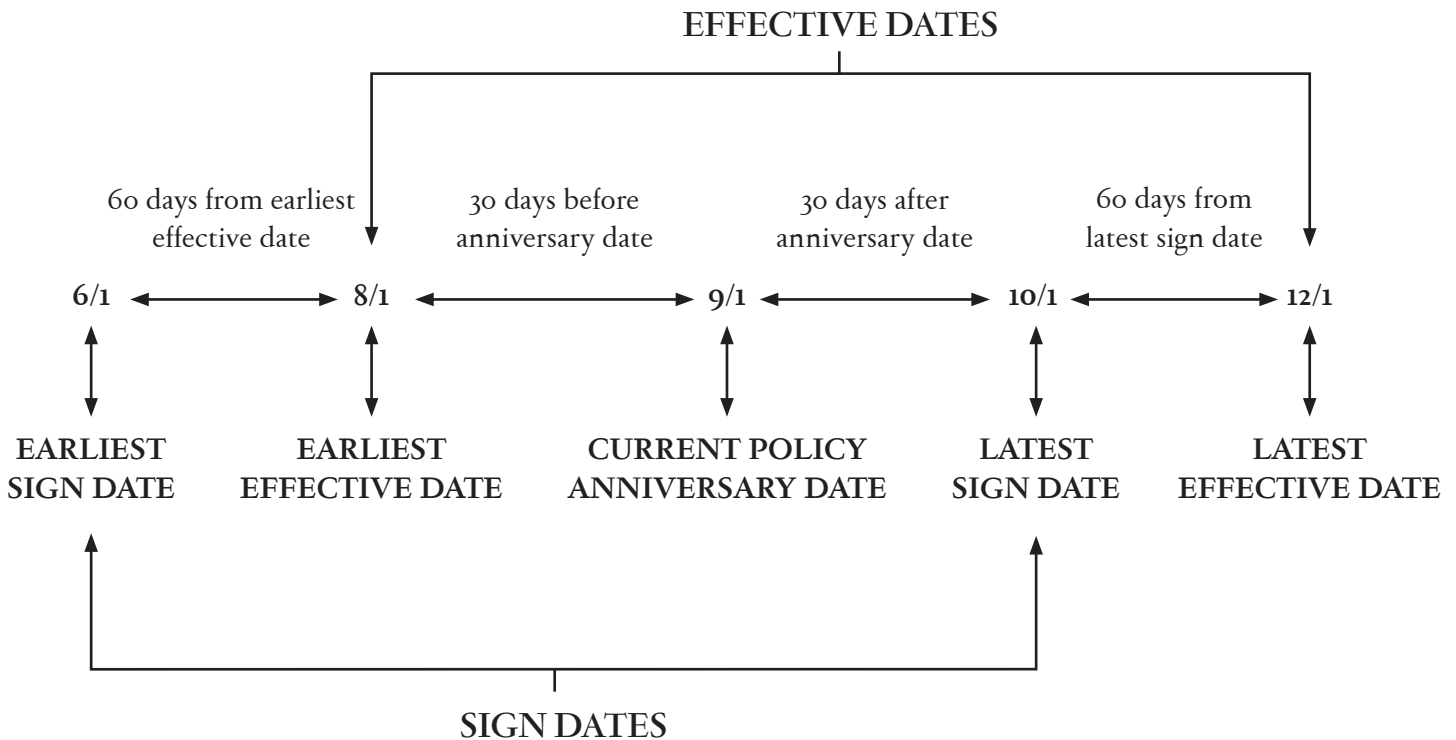 EFFECTIVE DATES
60 days from earliest
effective date
30 days before
anniversary date
30 days after
anniversary date
60 days from
latest sign date
6/1
8/1
9/1
10/1
12/1
EARLIEST
SIGN DATE
EARLIEST
EFFECTIVE DATE
CURRENT POLICY
ANNIVERSARY DATE
LATEST
SIGN DATE
LATEST
EFFECTIVE DATE
SIGN DATES